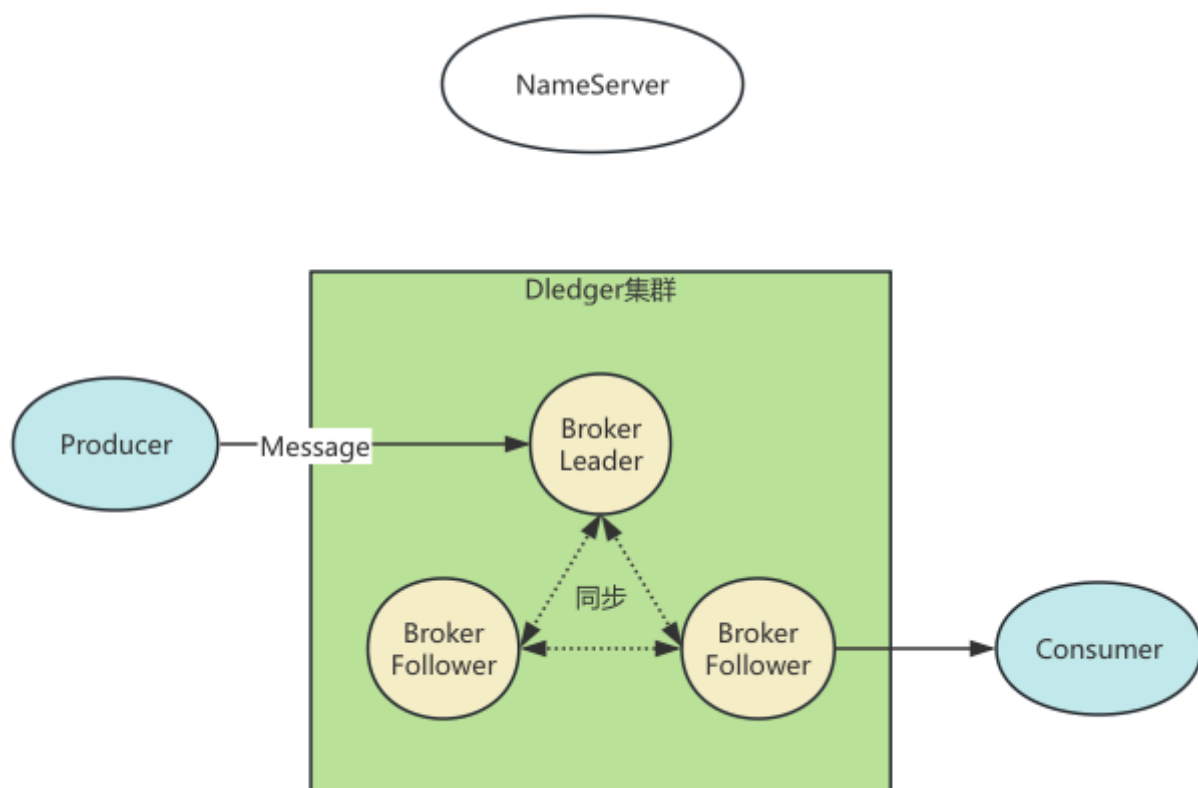 NameServer
Dledger集群
Producer
Message
Broker
Leader
同步
Broker
Follower
Broker
Follower
Consumer